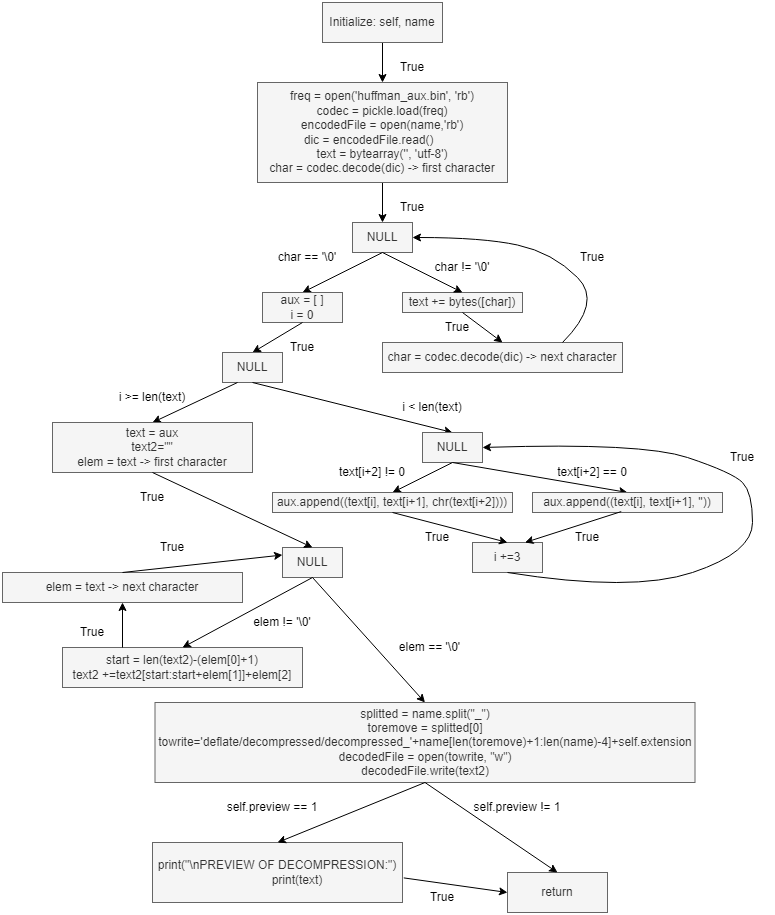 Initialize: self, name
True
freq = open('huffman_aux.bin', 'rb')
codec = pickle.load(freq)
encodedFile = open(name,'rb')
dic = encodedFile.read()
text = bytearray('', 'utf-8')
char = codec.decode(dic) -> first character
True
NULL
char == '\0'
char != '\0'
True
aux = [ ]
i = 0
text += bytes([char])
True
True
char = codec.decode(dic) -> next character
NULL
i >= len(text)
i < len(text)
text = aux
text2=""
elem = text -> first character
NULL
True
text[i+2] != 0
text[i+2] == 0
True
aux.append((text[i], text[i+1], chr(text[i+2])))
aux.append((text[i], text[i+1], ''))
True
True
i +=3
True
NULL
elem = text -> next character
True
elem != '\0'
elem == '\0'
start = len(text2)-(elem[0]+1)
text2 +=text2[start:start+elem[1]]+elem[2]
splitted = name.split("_")
toremove = splitted[0]
towrite='deflate/decompressed/decompressed_'+name[len(toremove)+1:len(name)-4]+self.extension
decodedFile = open(towrite, "w")
decodedFile.write(text2)
self.preview == 1
self.preview != 1
print("\nPREVIEW OF DECOMPRESSION:")
print(text)
True
return